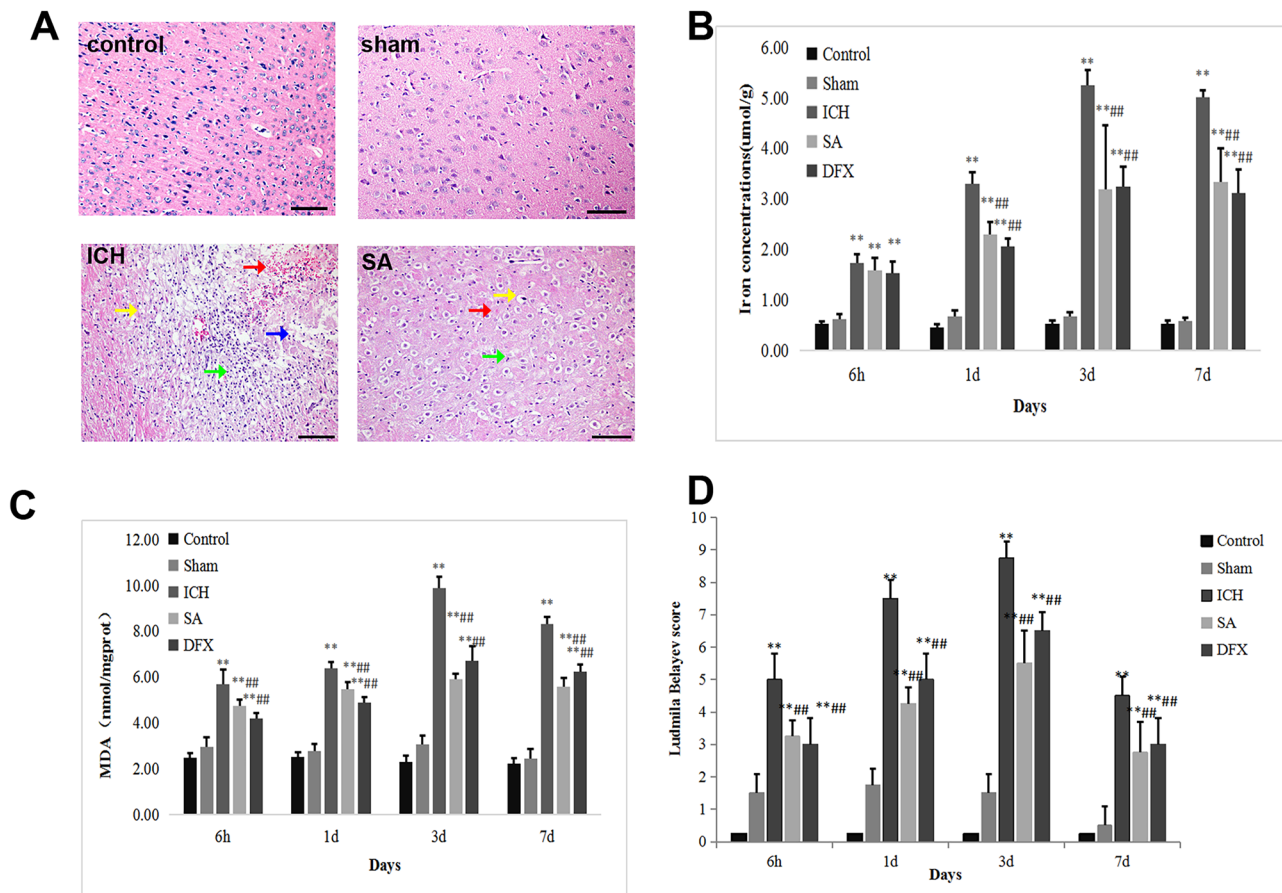 A
control
sham
ICH
SA
B
Iron concentrations(umol/g)
6.00
5.00
4.00
3.00
2.00
1.00
0.00
Control
Sham
ICH
SA
DFX
** ** **
**
**##
**##
**
**##
**##
**
**##
**##
6h 1d 3d 7d
Days
C
MDA (nmol/mgprot)
12.00
10.00
8.00
6.00
4.00
2.00
0.00
Control
Sham
ICH
SA
DFX
**
**##
**##
**
**##
**##
**
**##
**##
**
**##
**##
6h 1d 3d 7d
Days
D
Ludmila Belayev score
10
9
8
7
6
5
4
3
2
1
0
**
**##
**##
**
**##
**##
**
**##
**##
**
**##
**##
6h 1d 3d 7d
Days
Control
Sham
ICH
SA
DFX